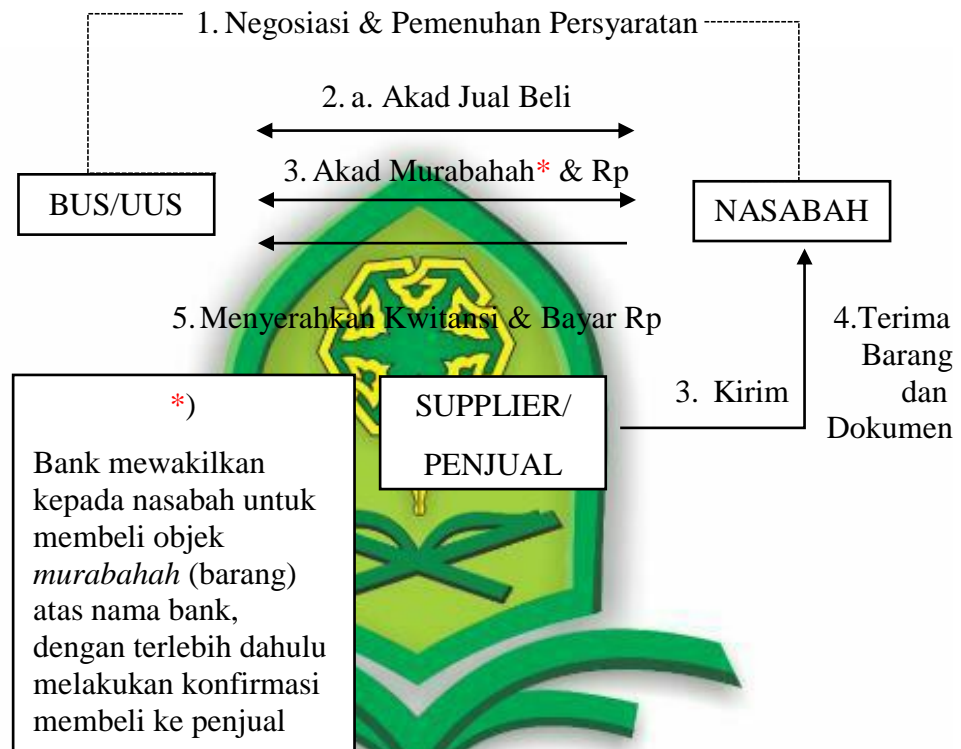 1. Negosiasi & Pemenuhan Persyaratan
2. a. Akad Jual Beli
3. Akad Murabahah* & Rp
BUS/UUS
NASABAH
5. Menyerahkan Kwitansi & Bayar Rp
4.Terima
Barang
dan
Dokumen
3. Kirim
SUPPLIER/
PENJUAL
*)
Bank mewakilkan
kepada nasabah untuk
membeli objek
murabahah (barang)
atas nama bank,
dengan terlebih dahulu
melakukan konfirmasi
membeli ke penjual